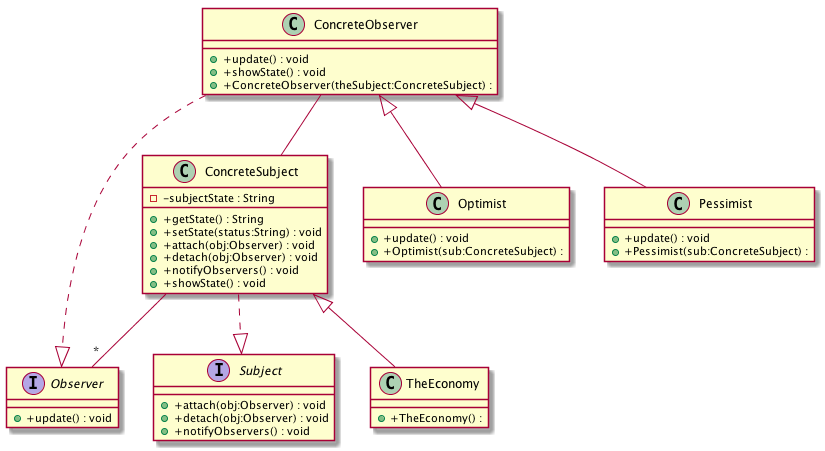 C ConcreteObserver
+update() : void
+showState() : void
+ConcreteObserver(theSubject:ConcreteSubject) :
C ConcreteSubject
-subjectState : String
+getState() : String
+setState(status:String) : void
+attach(obj:Observer) : void
+detach(obj:Observer) : void
+notifyObservers() : void
+showState() : void
C Optimist
+update() : void
+Optimist(sub:ConcreteSubject) :
C Pessimist
+update() : void
+Pessimist(sub:ConcreteSubject) :
*
I Observer
+update() : void
I Subject
+attach(obj:Observer) : void
+detach(obj:Observer) : void
+notifyObservers() : void
C TheEconomy
+TheEconomy() :